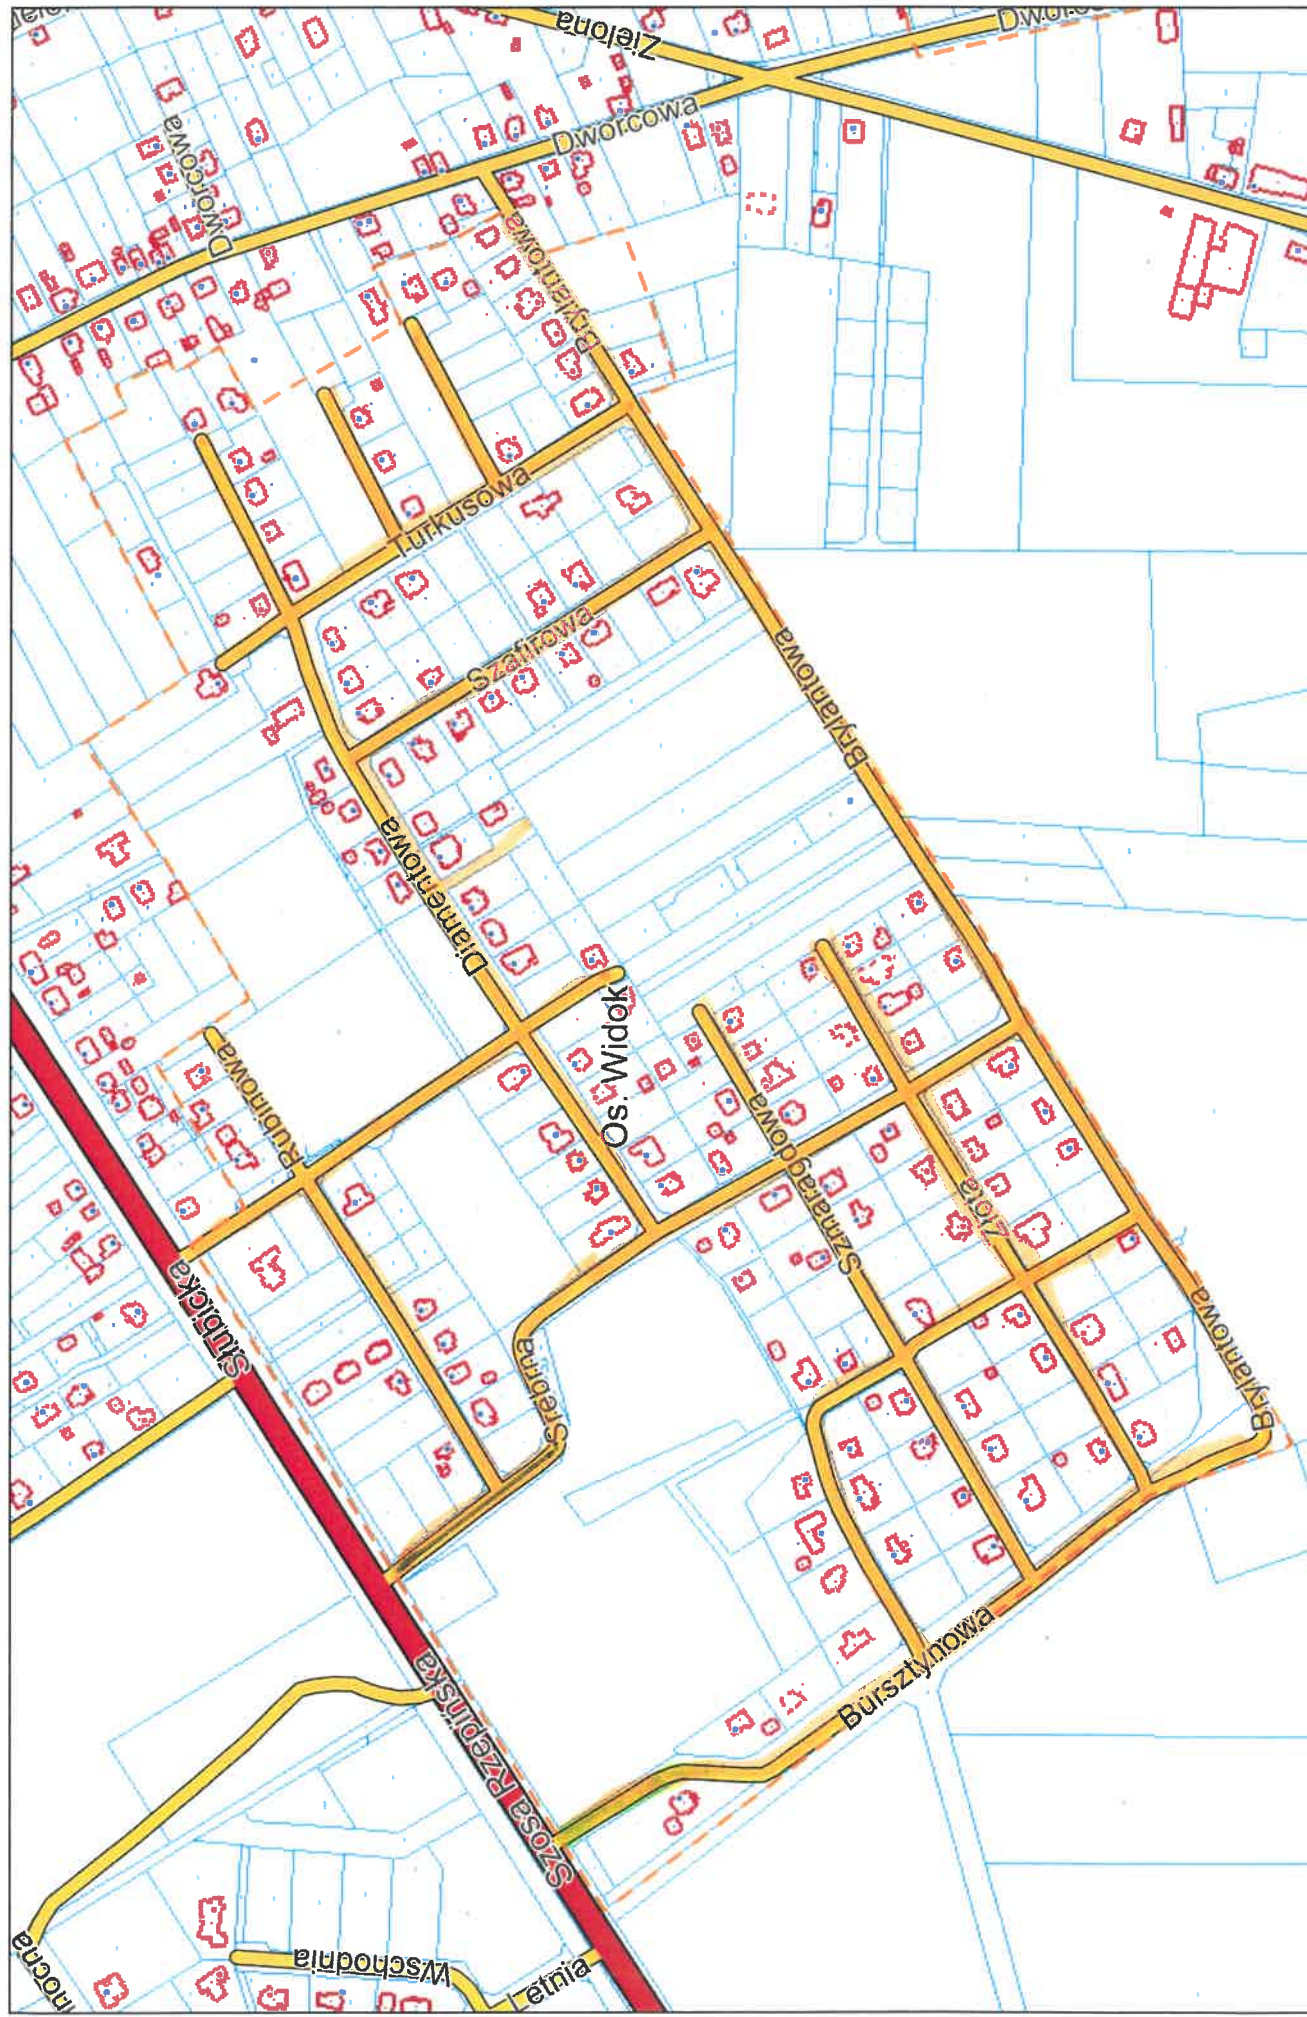 Zielona
Dworcowa
Dworcowa
Brylantowa
Turkusowa
Szafirowa
Brylantowa
Diamentowa
Os. Widok
Rubinowa
Szmaragdowa
Złota
Słubicka
Srebrna
Brylantowa
Bursztynowa
Szosa Rzepińska
Wschodnia
Letnia